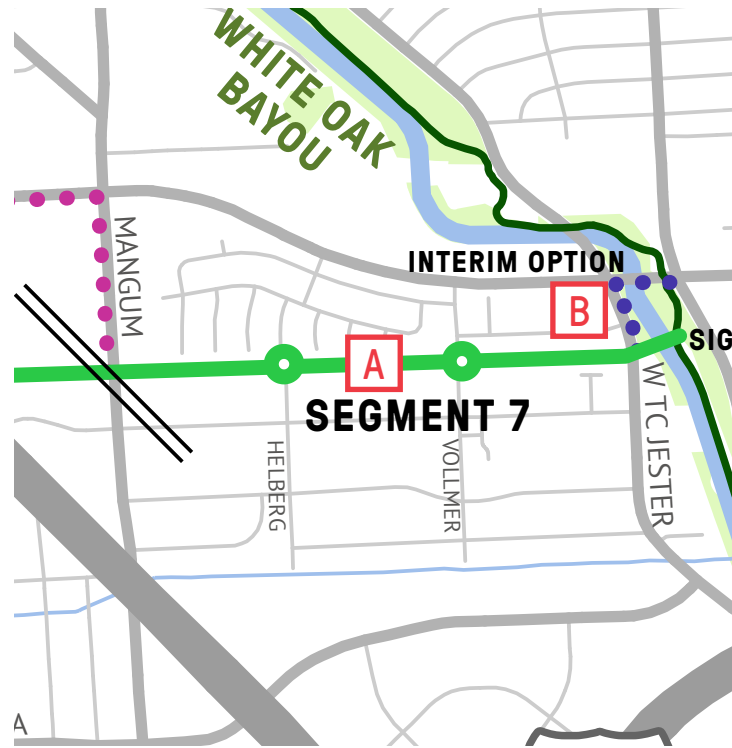 WHITE OAK
BAYOU
MANGUM
INTERIM OPTION
B
A
SIG
SEGMENT 7
W TC JESTER
HELBERG
VOLLMER
A